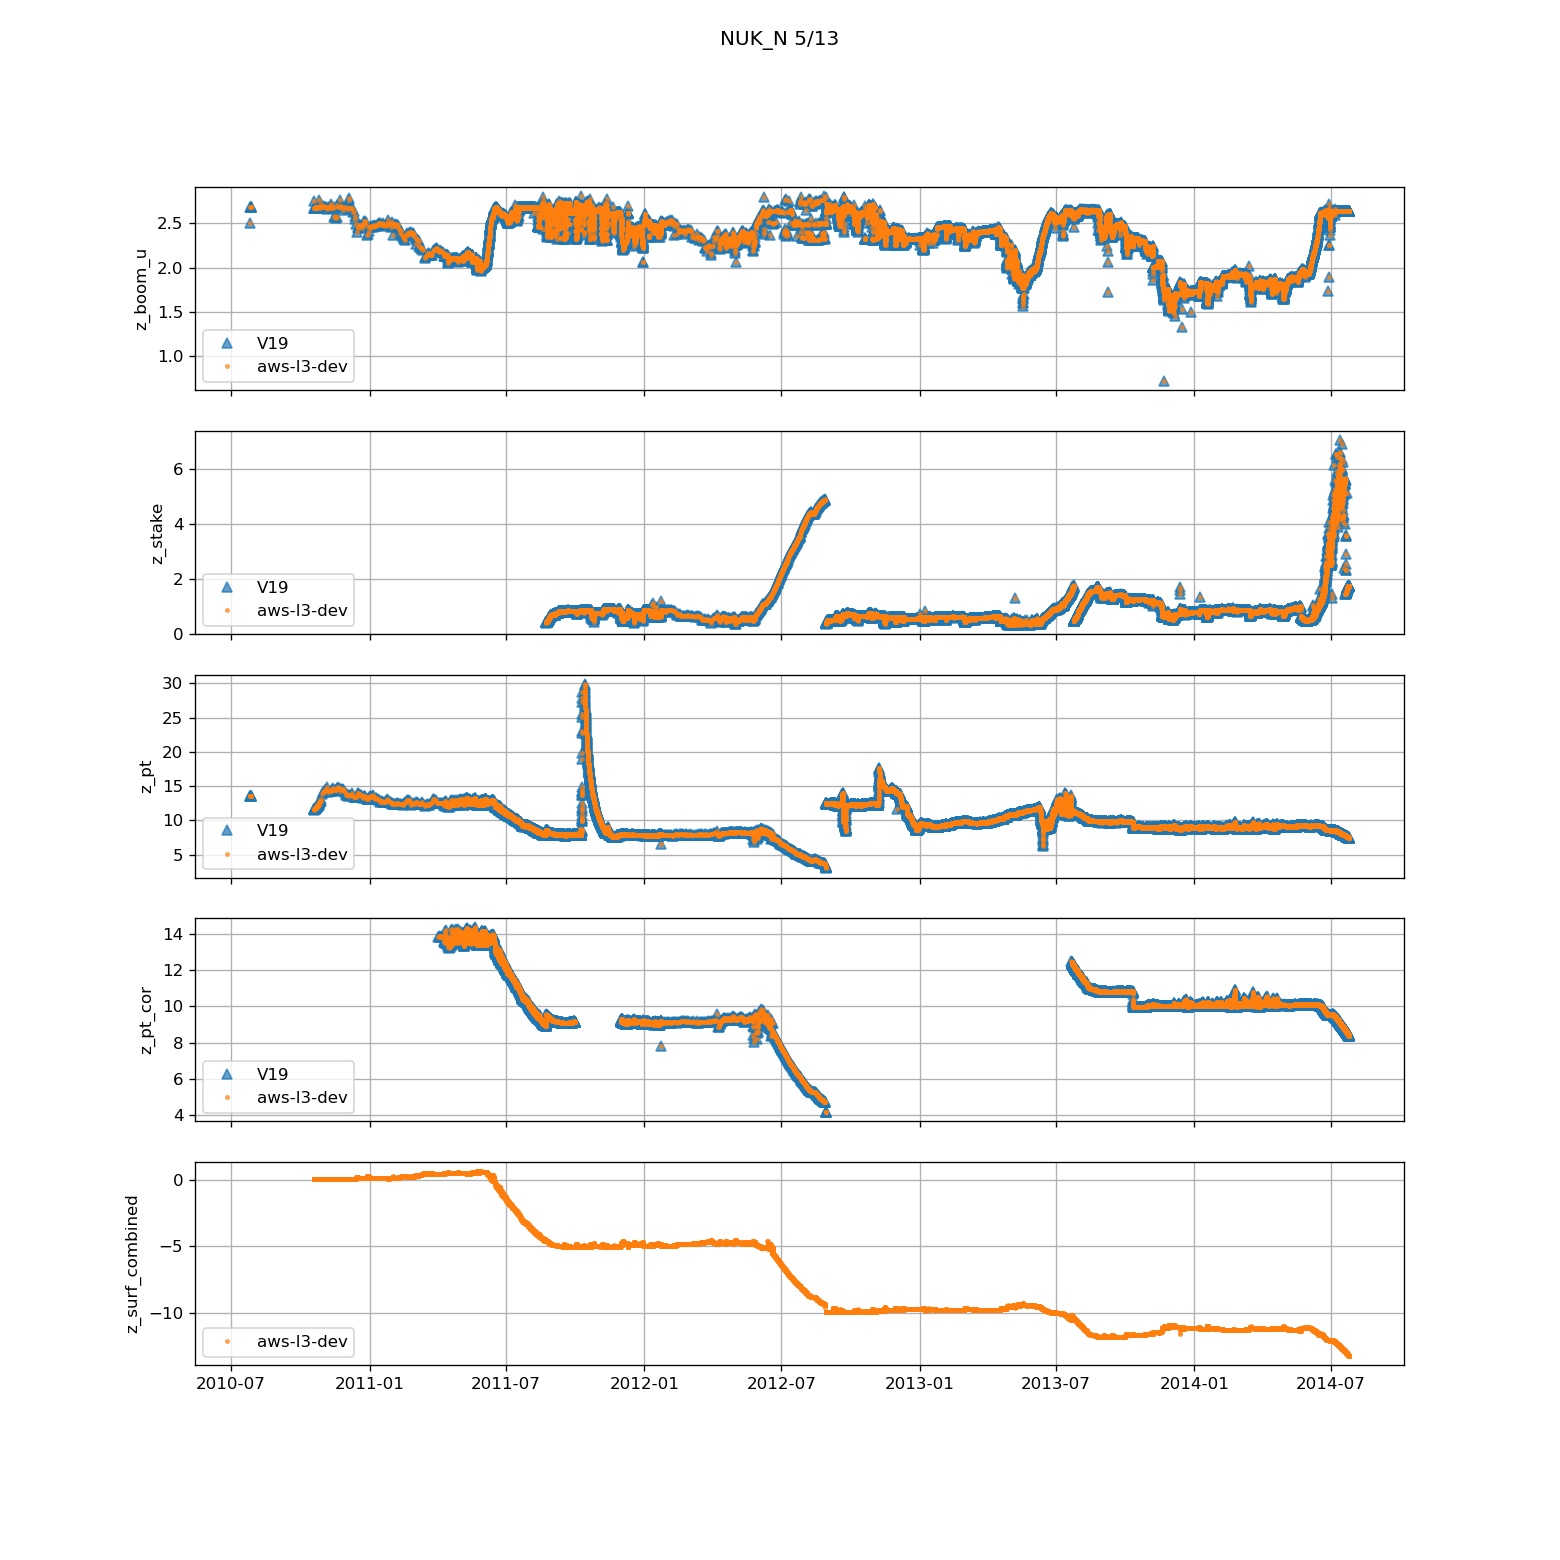 NUK_N 5/13
z_boom_u
2.5
2.0
1.5
1.0
V19
aws-l3-dev
z_stake
6
4
2
0
V19
aws-l3-dev
z_pt
30
25
20
15
10
5
V19
aws-l3-dev
z_pt_cor
14
12
10
8
6
4
V19
aws-l3-dev
z_surf_combined
0
−5
−10
aws-l3-dev
2010-07 2011-01 2011-07 2012-01 2012-07 2013-01 2013-07 2014-01 2014-07